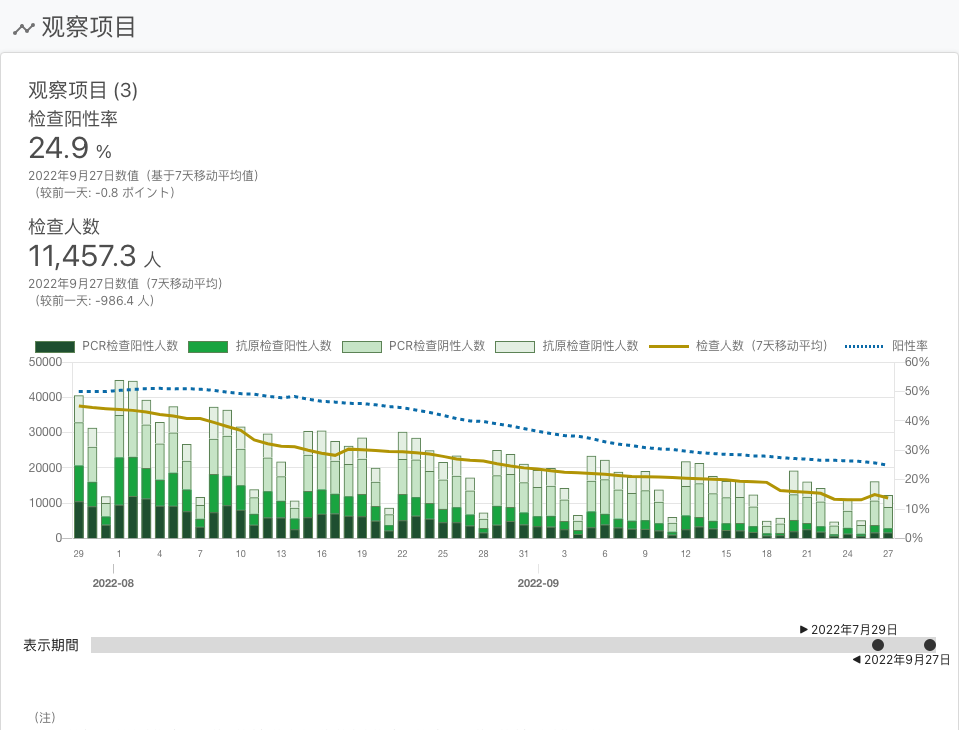 观察项目
观察项目 (3)
检查阳性率
24.9 %
2022年9月27日数值（基于7天移动平均值）
（较前一天: -0.8 ポイント）
检查人数
11,457.3 人
2022年9月27日数值（7天移动平均）
（较前一天: -986.4 人）
PCR检查阳性人数 抗原检查阳性人数 PCR检查阴性人数 抗原检查阴性人数 检查人数（7天移动平均） 阳性率
50000 60%
40000 50%
30000 40%
20000 30%
10000 20%
0 10%
0%
29 1 4 7 10 13 16 19 22 25 28 31 3 6 9 12 15 18 21 24 27
2022-08 2022-09
▶ 2022年7月29日
表示期間
◀ 2022年9月27日
（注）